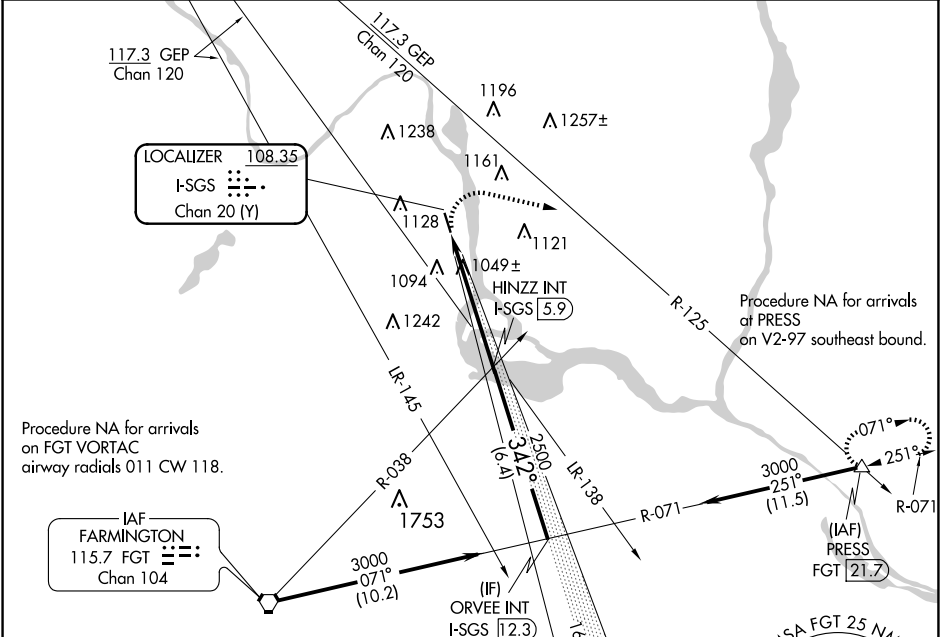 117.3 GEP
Chan 120
117.3 GEP
Chan 120
1196
1257±
1238
1161
LOCALIZER 108.35
I-SGS
Chan 20 (Y)
1128
1121
1094
1049±
HINZZ INT
I-SGS 5.9
1242
R-125
Procedure NA for arrivals
at PRESS
on V2-97 southeast bound.
LR-145
Procedure NA for arrivals
on FGT VORTAC
airway radials 011 CW 118.
R-038
342°
(6.4)
2500
LR-138
071°
251°
R-071
3000
251°
(11.5)
R-071
1753
IAF
FARMINGTON
115.7 FGT
Chan 104
3000
071°
(10.2)
(IAF)
PRESS
FGT 21.7
(IF)
ORVEE INT
I-SGS 12.3
FGT 25 N